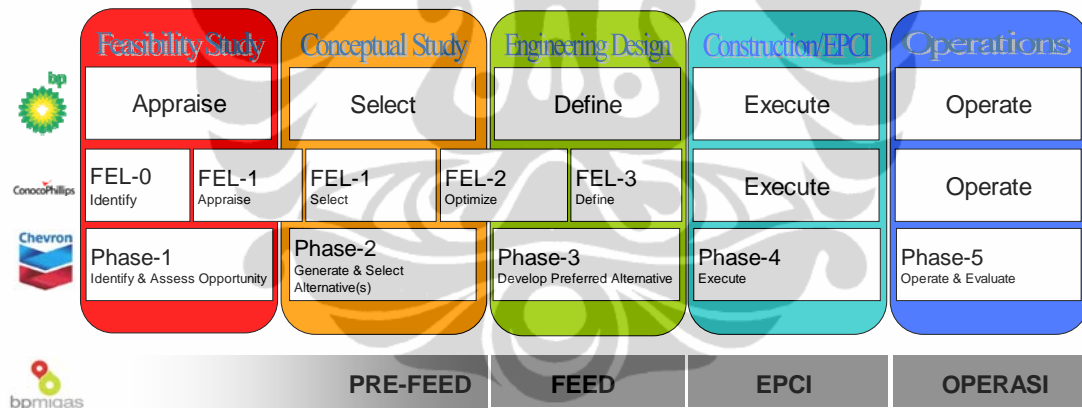 Feasibility Study Conceptual Study Engineering Design Construction/EPCI Operations
bp
Appraise Select Define Execute Operate
ConocoPhillips
FEL-0 FEL-1 FEL-1 FEL-2 FEL-3 Execute Operate
Identify Appraise Select Optimize Define
Chevron
Phase-1 Phase-2 Phase-3 Phase-4 Phase-5
Identify & Assess Opportunity Generate & Select Develop Preferred Alternative Execute Operate & Evaluate
Alternative(s)
PRE-FEED FEED EPCI OPERASI
bpmigas